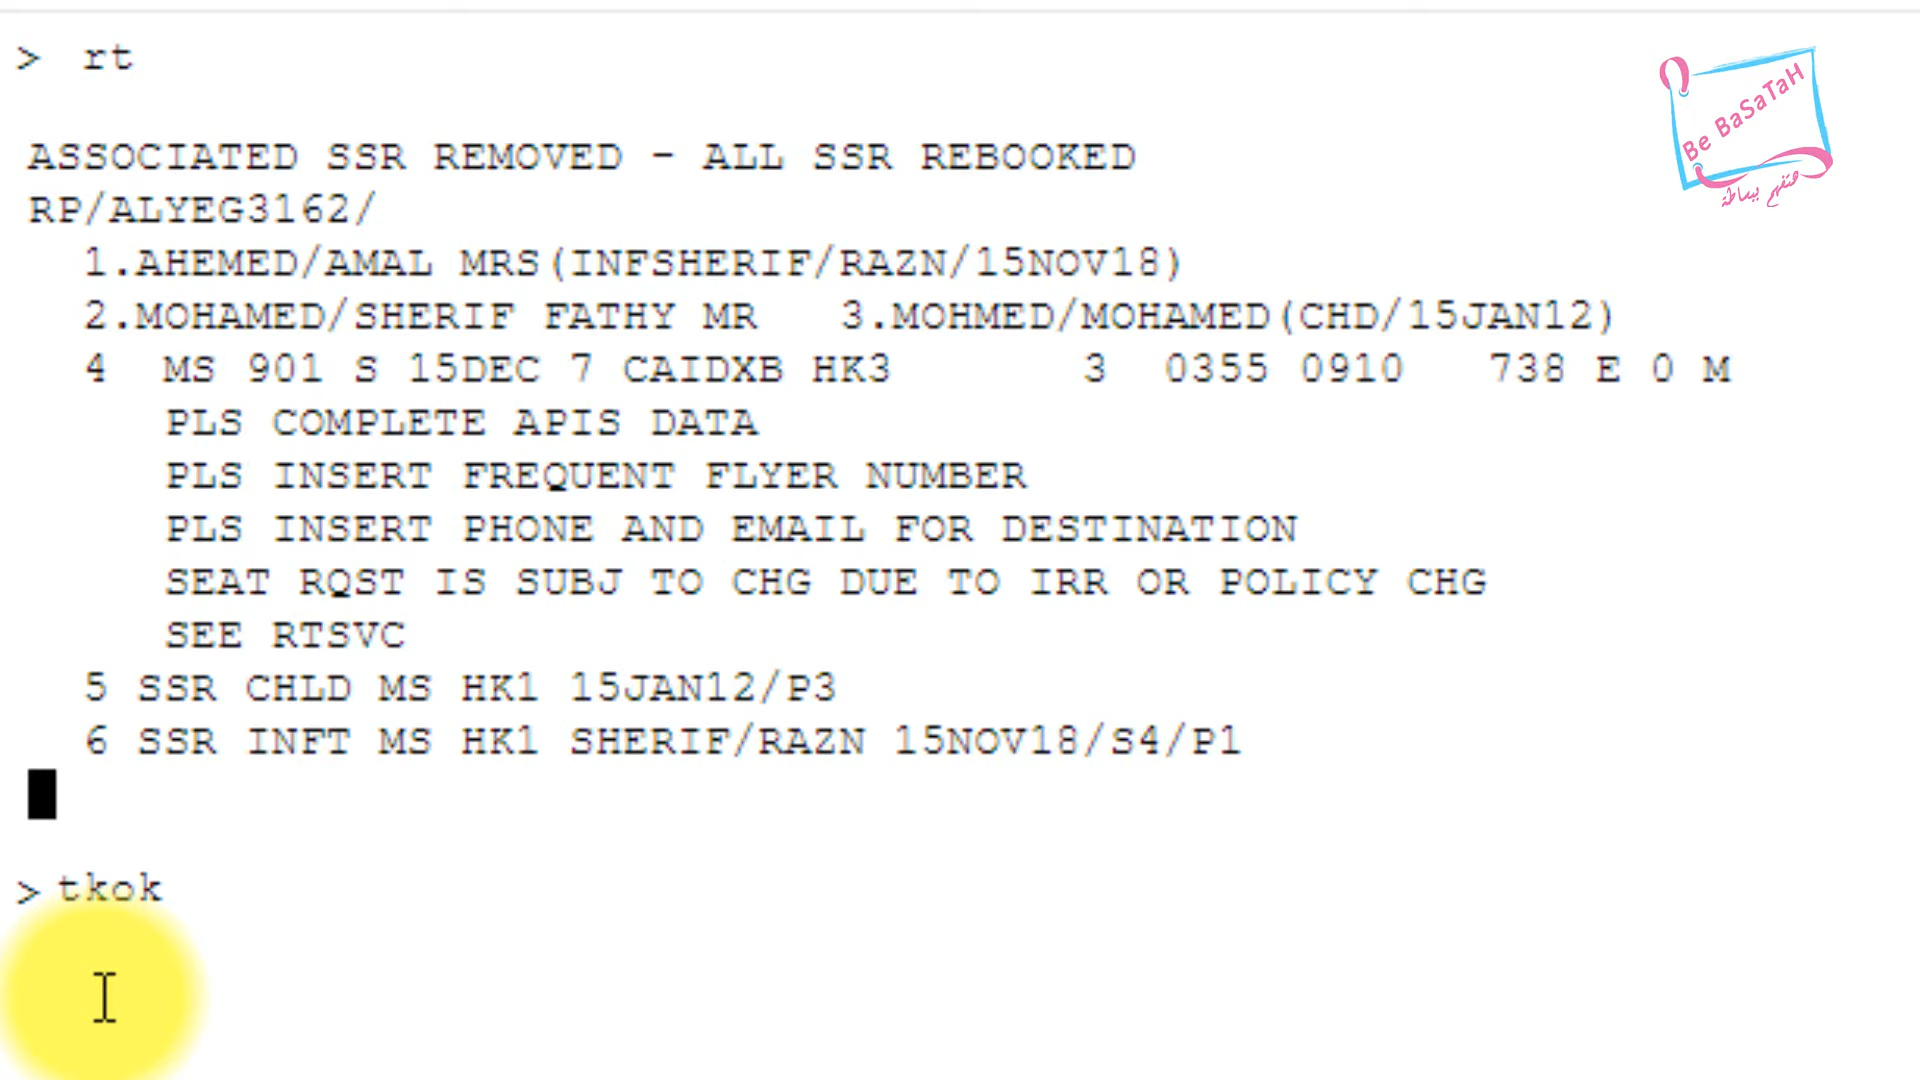 > rt
Be BaSaTaH
هتفهم ببساطة
ASSOCIATED SSR REMOVED - ALL SSR REBOOKED
RP/ALYEG3162/
1.AHEMED/AMAL MRS(INFSHERIF/RAZN/15NOV18)
2.MOHAMED/SHERIF FATHY MR 3.MOHMED/MOHAMED(CHD/15JAN12)
4 MS 901 S 15DEC 7 CAIDXB HK3 3 0355 0910 738 E 0 M
PLS COMPLETE APIS DATA
PLS INSERT FREQUENT FLYER NUMBER
PLS INSERT PHONE AND EMAIL FOR DESTINATION
SEAT RQST IS SUBJ TO CHG DUE TO IRR OR POLICY CHG
SEE RTSVC
5 SSR CHLD MS HK1 15JAN12/P3
6 SSR INFT MS HK1 SHERIF/RAZN 15NOV18/S4/P1
> tkok